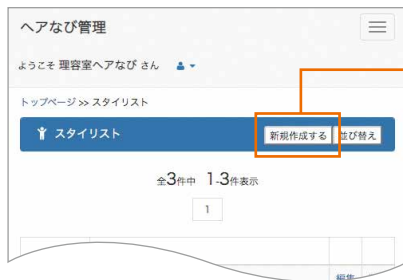 ヘアなび管理
ようこそ 理容室ヘアなび さん
トップページ >> スタイリスト
スタイリスト 新規作成する 並び替え
全3件中 1-3件表示
1
編集